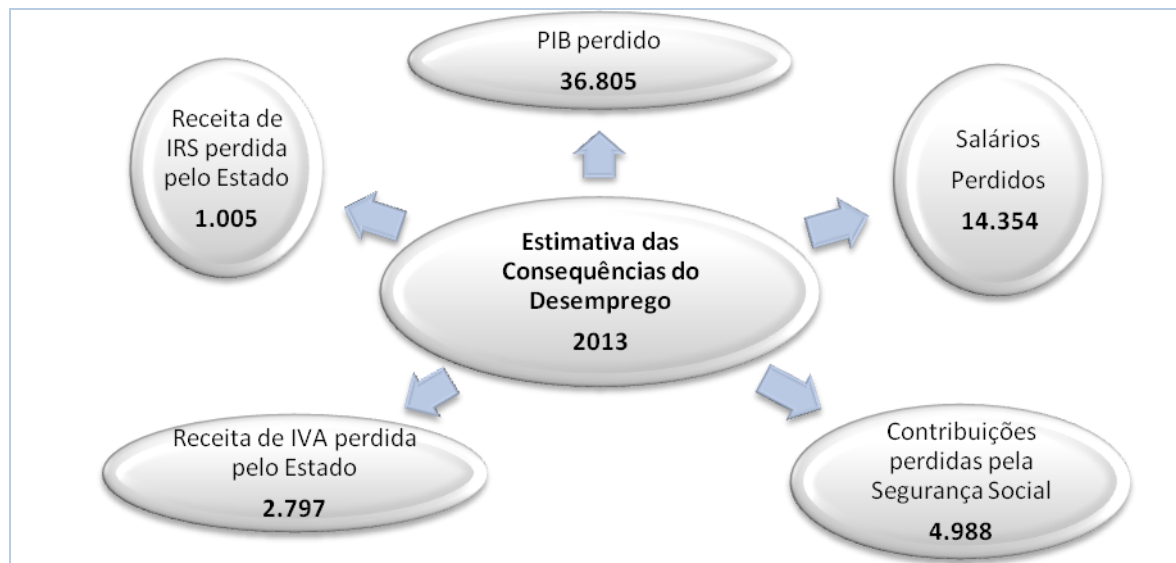 PIB perdido
36.805
Receita de
IRS perdida
pelo Estado
1.005
Salários
Perdidos
14.354
Estimativa das
Consequências do
Desemprego
2013
Receita de IVA perdida
pelo Estado
2.797
Contribuições
perdidas pela
Segurança Social
4.988